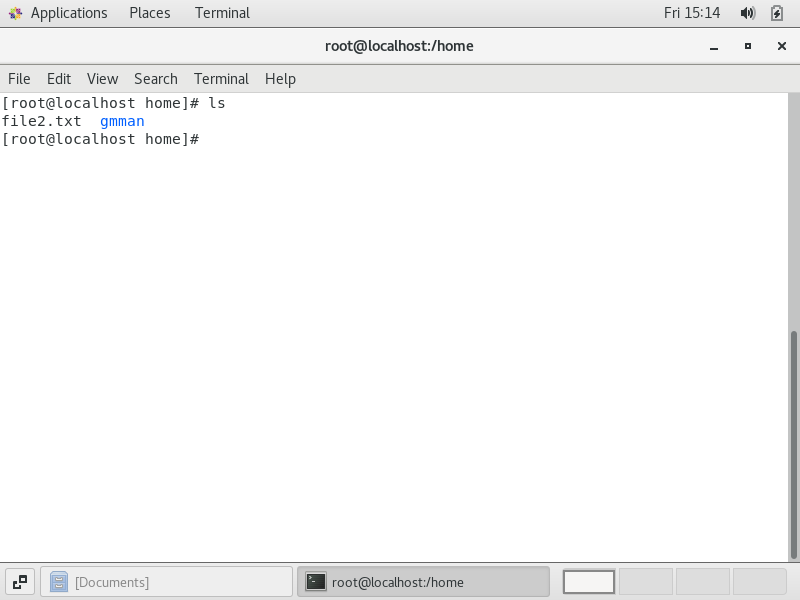 Applications Places Terminal Fri 15:14
root@localhost:/home
File Edit View Search Terminal Help
[root@localhost home]# ls
file2.txt  gmman
[root@localhost home]#
[Documents] root@localhost:/home